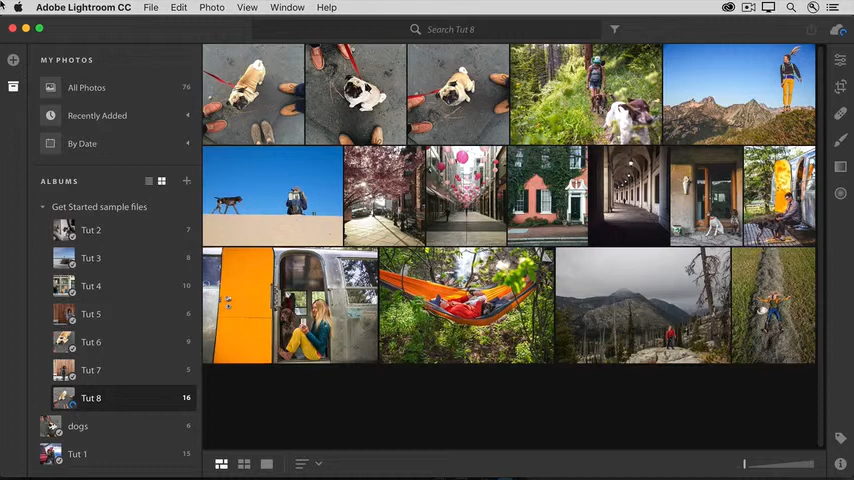 Adobe Lightroom CC File Edit Photo View Window Help
Search Tut 8
MY PHOTOS
All Photos 76
Recently Added
By Date
ALBUMS
Get Started sample files
Tut 2 7
Tut 3 8
Tut 4 10
Tut 5 6
Tut 6 9
Tut 7 5
Tut 8 16
dogs 6
Tut 1 15